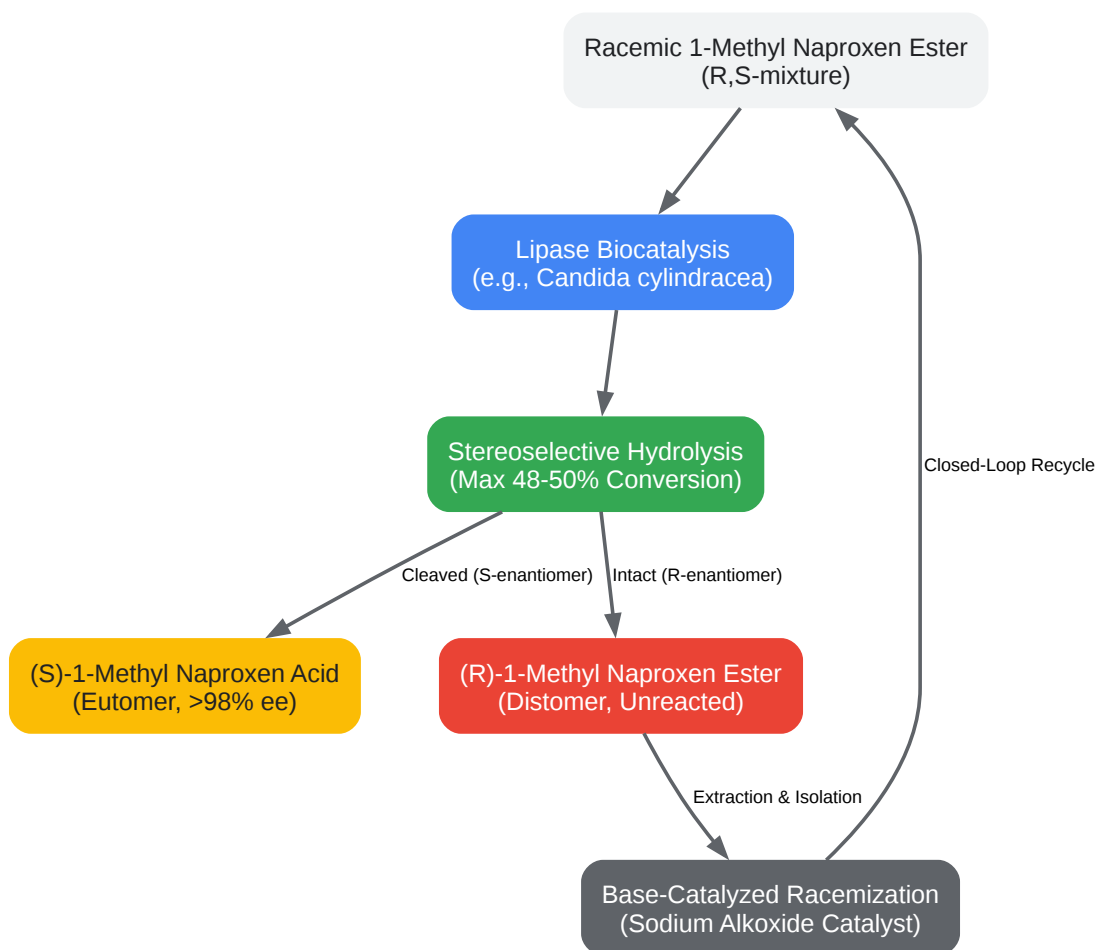 Racemic 1-Methyl Naproxen Ester
(R,S-mixture)
Lipase Biocatalysis
(e.g., Candida cylindracea)
Stereoselective Hydrolysis
(Max 48-50% Conversion)
Closed-Loop Recycle
Cleaved (S-enantiomer)
Intact (R-enantiomer)
(S)-1-Methyl Naproxen Acid
(Eutomer, >98% ee)
(R)-1-Methyl Naproxen Ester
(Distomer, Unreacted)
Extraction & Isolation
Base-Catalyzed Racemization
(Sodium Alkoxide Catalyst)